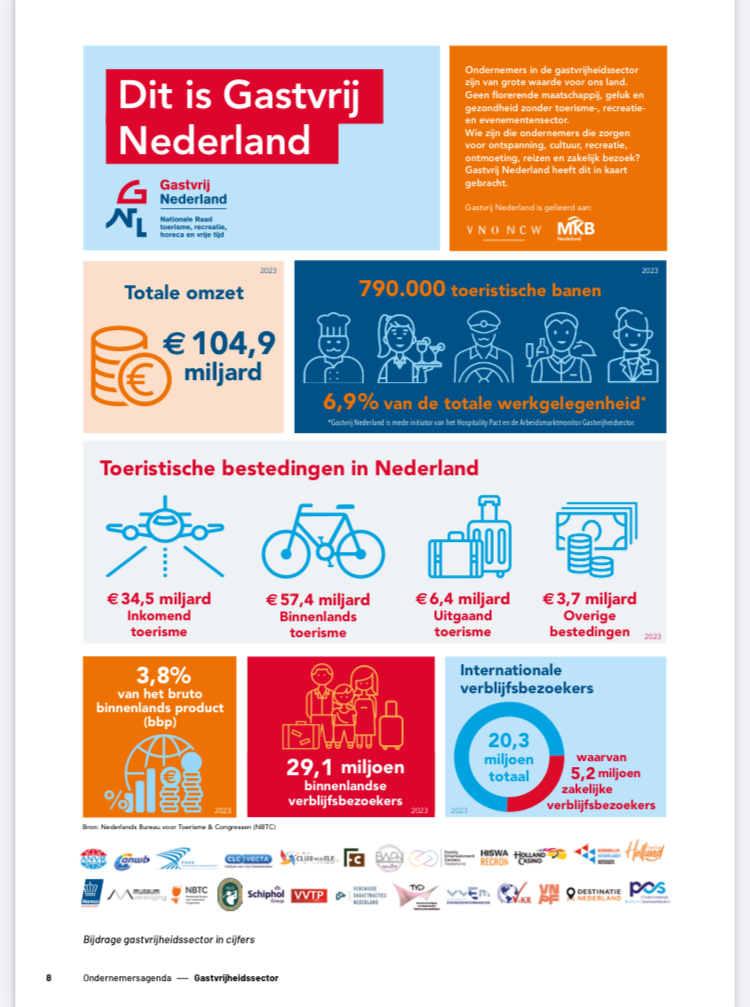 Dit is Gastvrij
Nederland
Gastvrij
Nederland
Nationale Raad
toerisme, recreatie,
horeca en vrije tijd
Ondernemers in de gastvrijheidssector
zijn van grote waarde voor ons land.
Geen florerende maatschappij, geluk en
gezondheid zonder toerisme-, recreatie-
en evenementensector.
Wie zijn die ondernemers die zorgen
voor ontspanning, cultuur, recreatie,
ontmoeting, reizen en zakelijk bezoek?
Gastvrij Nederland heeft dit in kaart
gebracht.
Gastvrij Nederland is gelieerd aan:
VNO NCW
MKB
Nederland
2023
Totale omzet
€ 104,9
miljard
2023
790.000 toeristische banen
6,9% van de totale werkgelegenheid*
*Gastvrij Nederland is mede initiator van het Hospitality Pact en de Arbeidsmarktmonitor Gastvrijheidsector.
Toeristische bestedingen in Nederland
€ 34,5 miljard
Inkomend
toerisme
€ 57,4 miljard
Binnenlands
toerisme
€ 6,4 miljard
Uitgaand
toerisme
€ 3,7 miljard
Overige
bestedingen
2023
3,8%
van het bruto
binnenlands product
(bbp)
%
€
2023
29,1 miljoen
binnenlandse
verblijfsbezoekers
2023
Internationale
verblijfsbezoekers
20,3
miljoen
totaal
waarvan
5,2 miljoen
zakelijke
verblijfsbezoekers
2023
Bron: Nederlands Bureau voor Toerisme & Congressen (NBTC)
ANVR
anwb
CLC VECTA
HISWA
RECRON
HOLLAND
CASINO
Holland
museum
vereniging
NBTC
Schiphol
Group
VVTP
VERENIGDE
DAGATTRACTIES
NEDERLAND
VNPF
DESTINATIE
NEDERLAND
pos
Bijdrage gastvrijheidssector in cijfers
8 Ondernemersagenda — Gastvrijheidssector